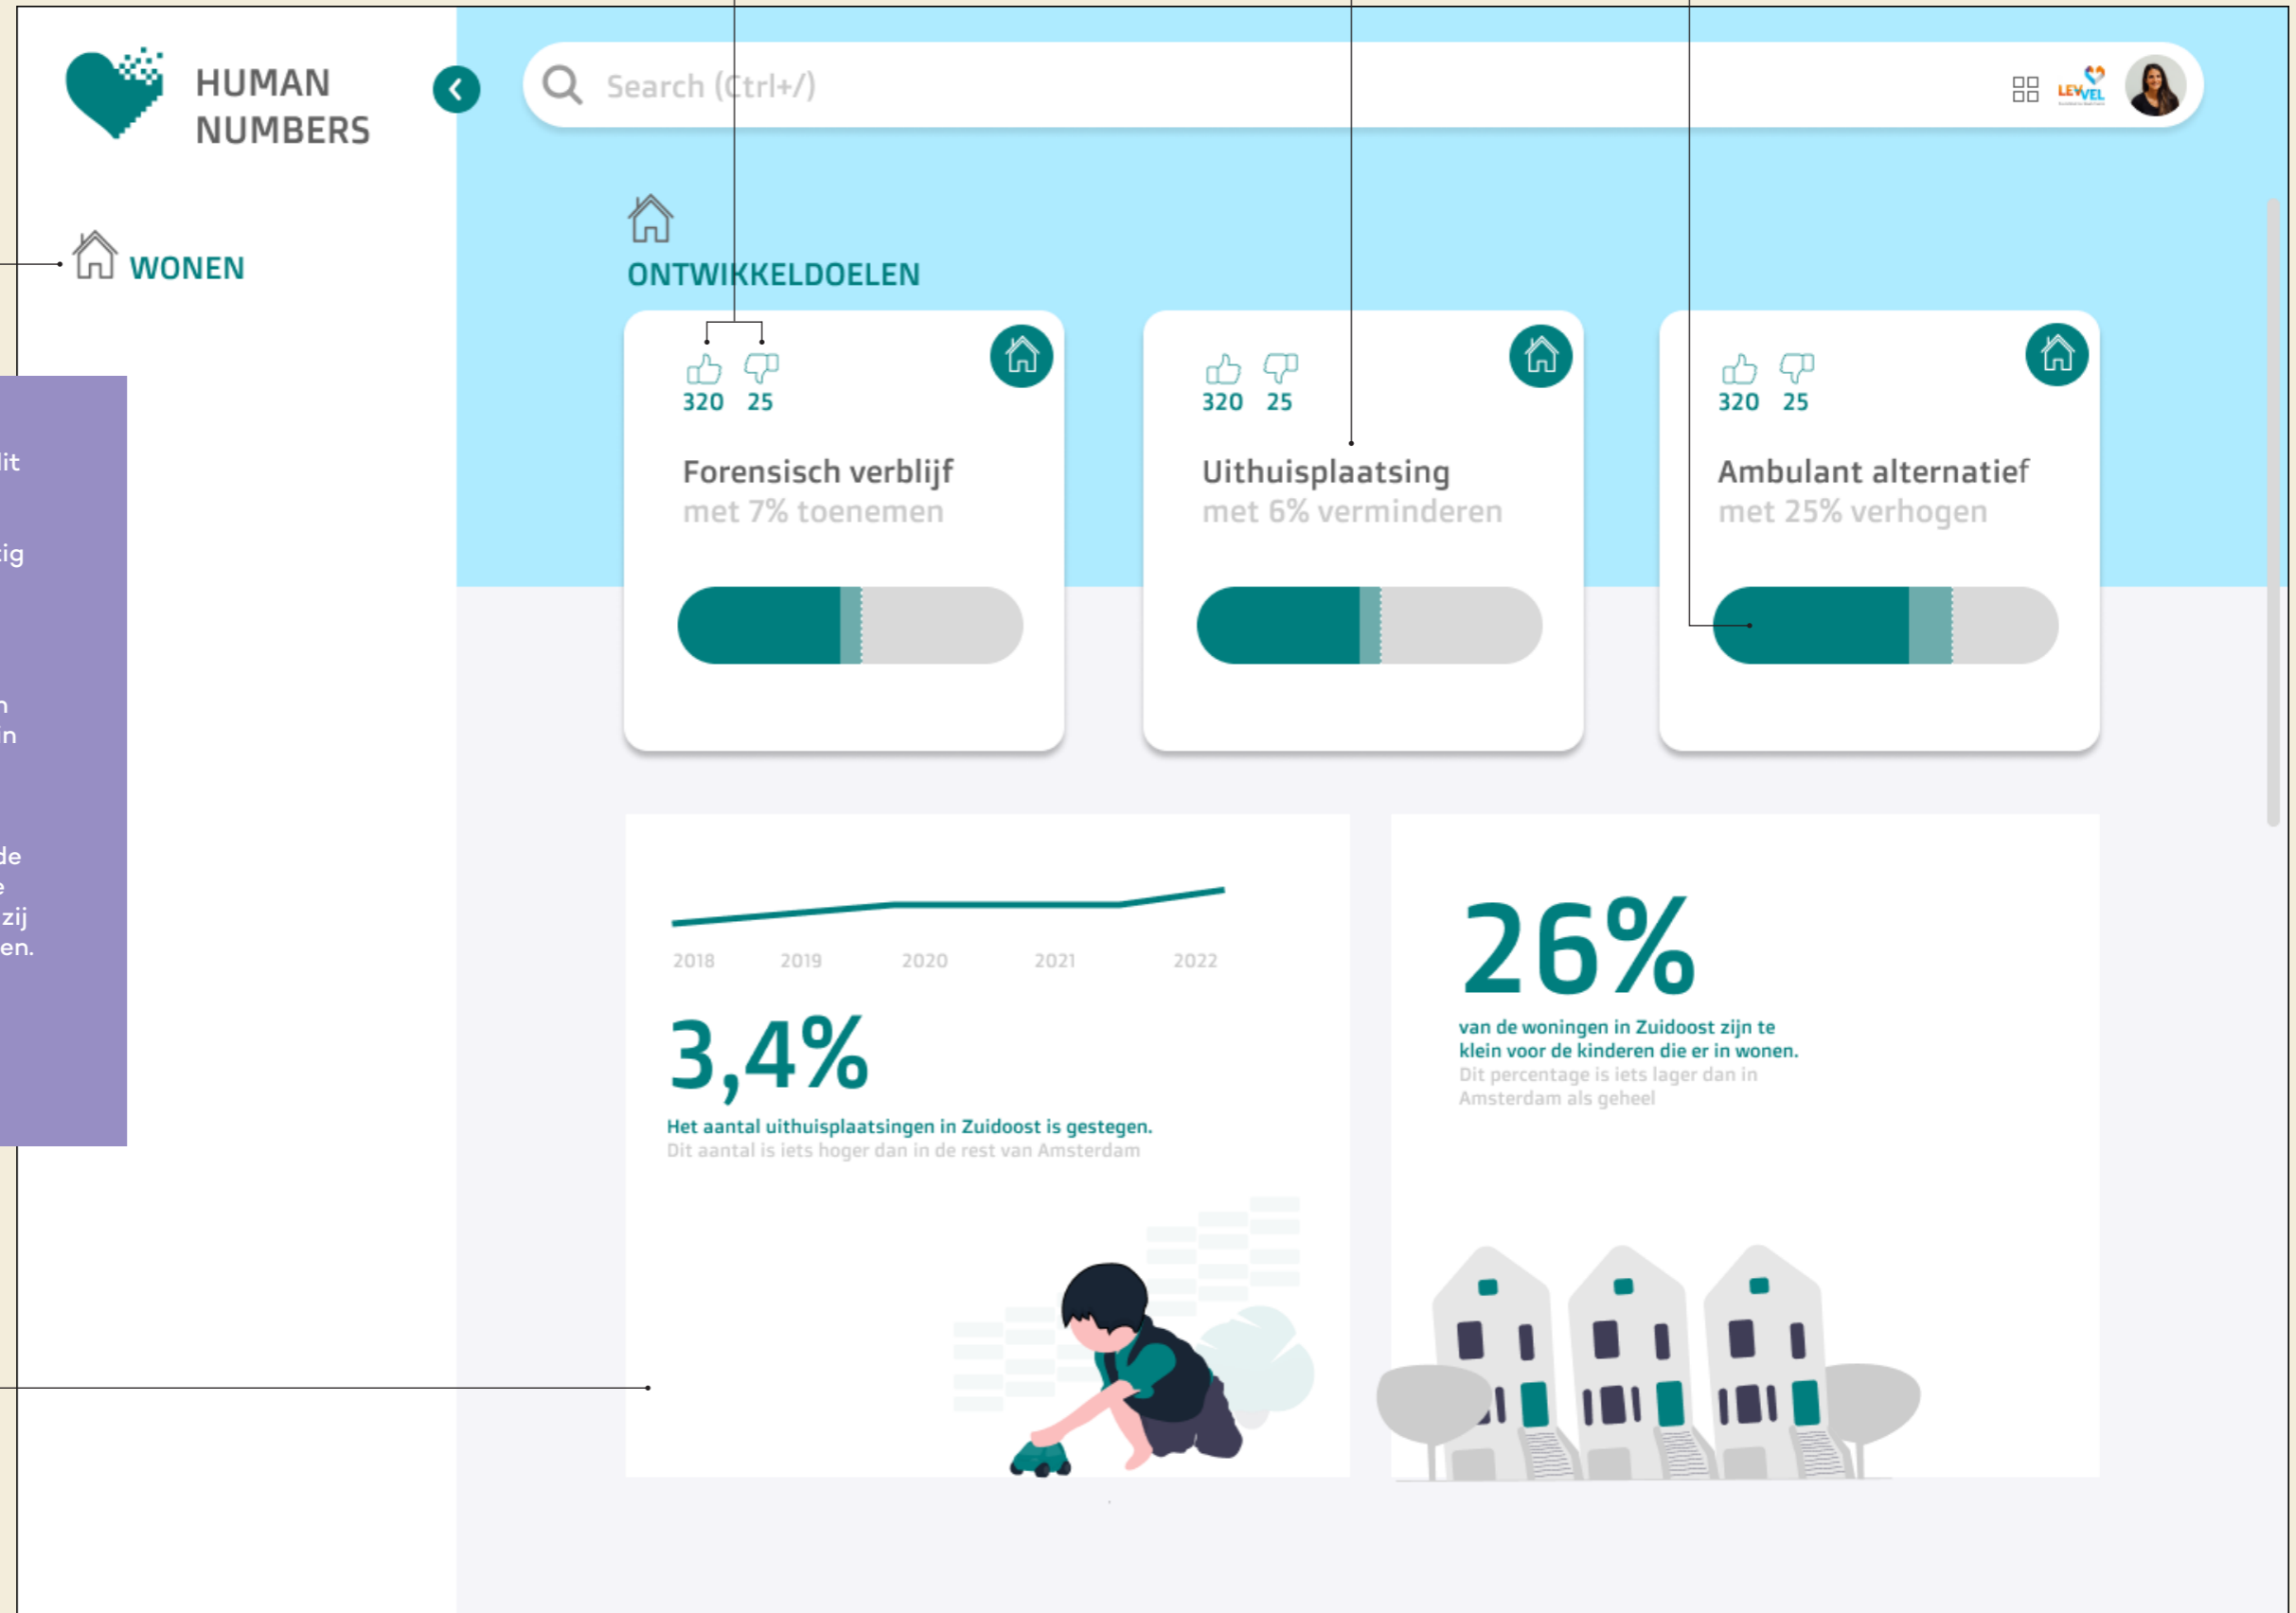 HUMAN
NUMBERS
Search (Ctrl+/)
LEVVEL
WONEN
ONTWIKKELDOELEN
320 25
Forensisch verblijf
met 7% toenemen
320 25
Uithuisplaatsing
met 6% verminderen
320 25
Ambulant alternatief
met 25% verhogen
zij
2018 2019 2020 2021 2022
3,4%
Het aantal uithuisplaatsingen in Zuidoost is gestegen.
Dit aantal is iets hoger dan in de rest van Amsterdam
26%
van de woningen in Zuidoost zijn te
klein voor de kinderen die er in wonen.
Dit percentage is iets lager dan in
Amsterdam als geheel